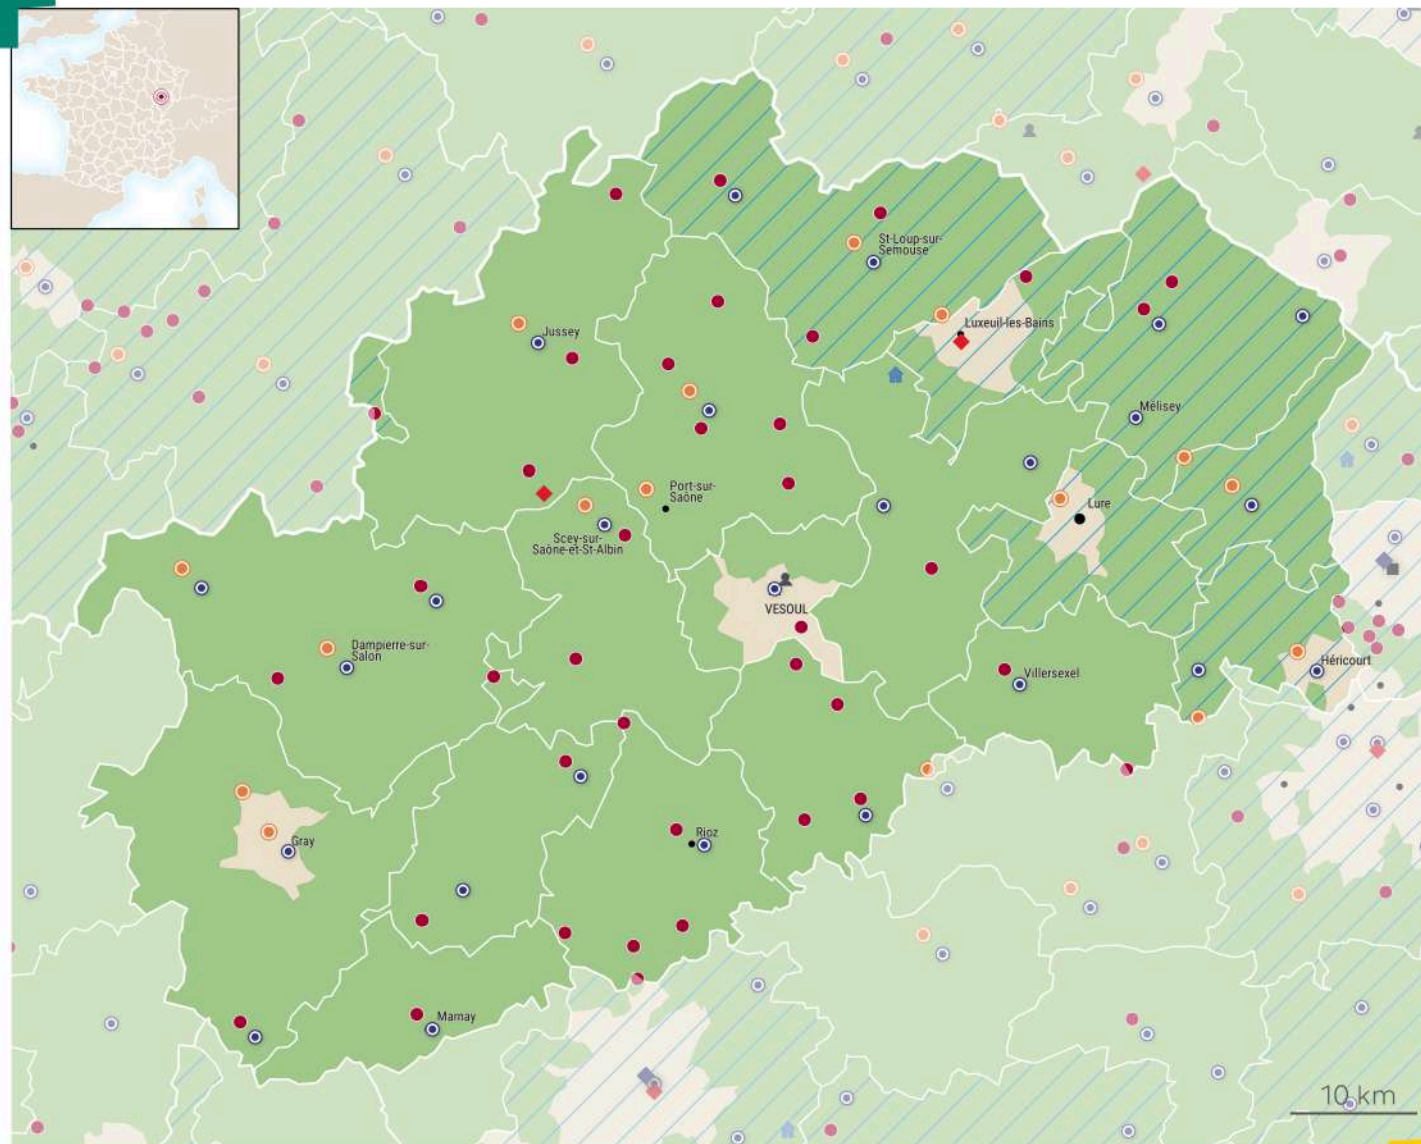 St-Loup-sur-
Semouse
Luxeuil-les-Bains
Jussey
Mélisey
Port-sur-
Saône
Lure
Scey-sur-
Saône-et-St-Albin
VESOUL
Dampierre-sur-
Salon
Héricourt
Villersexel
Rioz
Gray
Marnay
10 km